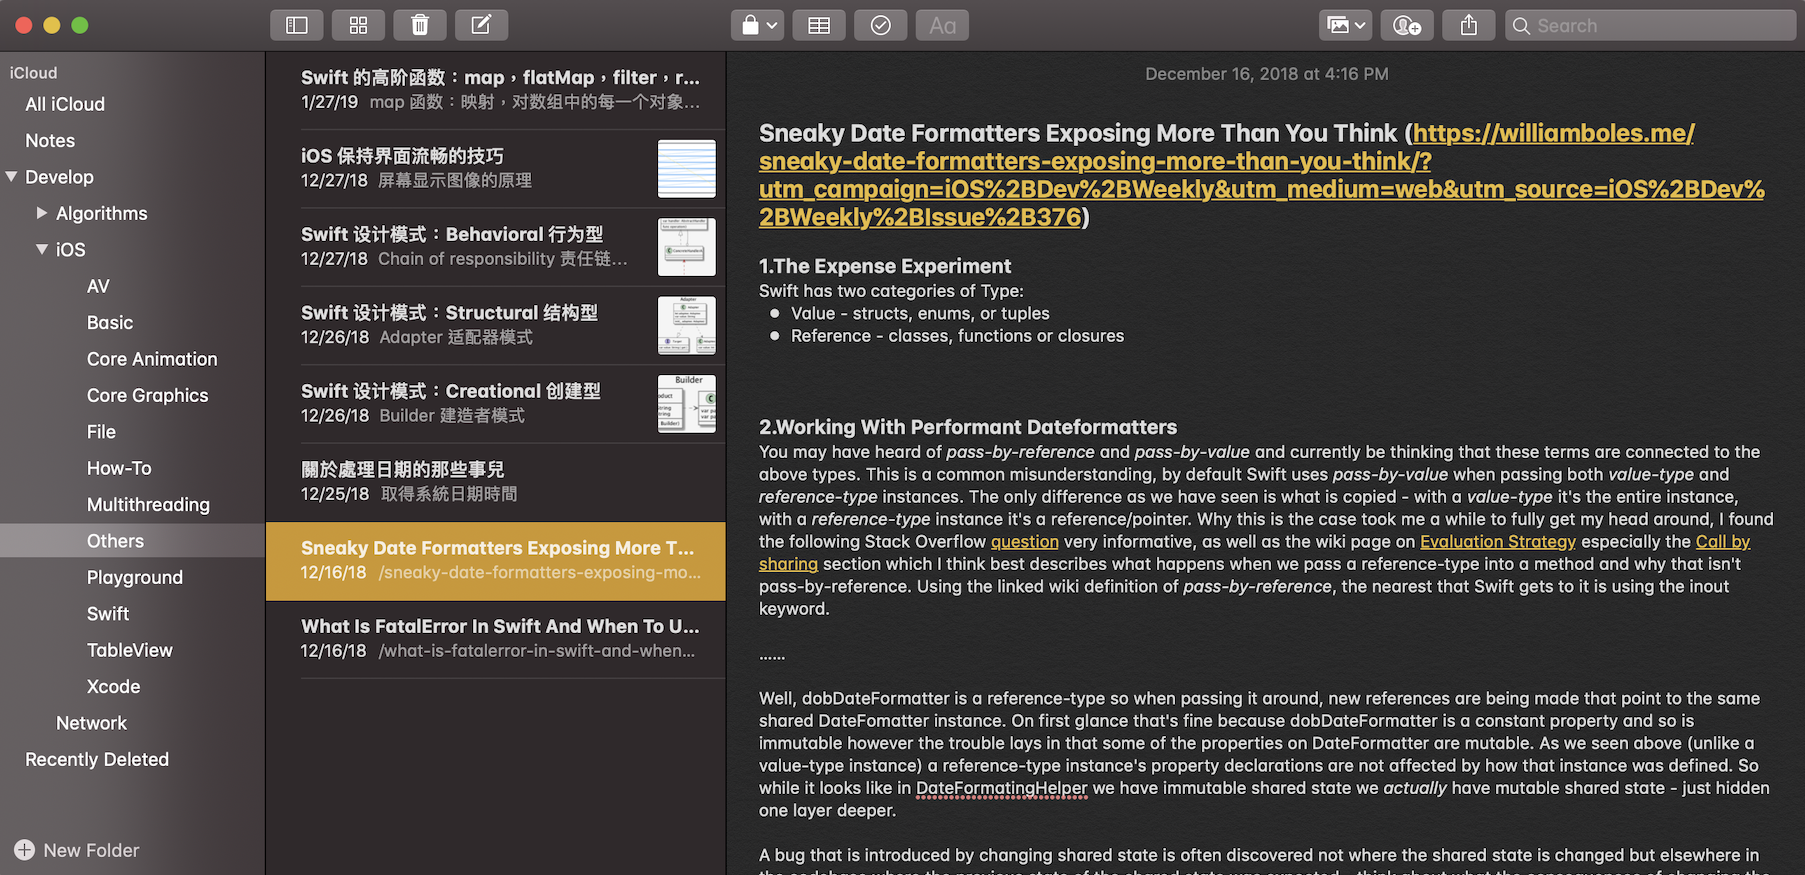 Aa
Search
iCloud
All iCloud
Notes
Develop
Algorithms
iOS
AV
Basic
Core Animation
Core Graphics
File
How-To
Multithreading
Others
Playground
Swift
TableView
Xcode
Network
Recently Deleted
New Folder
Swift 的高阶函数：map，flatMap，filter，r...
1/27/19 map 函数：映射，对数组中的每一个对象...
iOS 保持界面流畅的技巧
12/27/18 屏幕显示图像的原理
Swift 设计模式：Behavioral 行为型
12/27/18 Chain of responsibility 责任链...
Swift 设计模式：Structural 结构型
12/26/18 Adapter 适配器模式
Adapter
Swift 设计模式：Creational 创建型
12/26/18 Builder 建造者模式
Builder
關於處理日期的那些事兒
12/25/18 取得系統日期時間
Sneaky Date Formatters Exposing More T...
12/16/18 /sneaky-date-formatters-exposing-mo...
What Is FatalError In Swift And When To U...
12/16/18 /what-is-fatalerror-in-swift-and-when...
December 16, 2018 at 4:16 PM
Sneaky Date Formatters Exposing More Than You Think (https://williamboles.me/
sneaky-date-formatters-exposing-more-than-you-think/?
utm_campaign=iOS%2BDev%2BWeekly&utm_medium=web&utm_source=iOS%2BDev%
2BWeekly%2BIssue%2B376)
1.The Expense Experiment
Swift has two categories of Type:
● Value - structs, enums, or tuples
● Reference - classes, functions or closures
2.Working With Performant Dateformatters
You may have heard of pass-by-reference and pass-by-value and currently be thinking that these terms are connected to the
above types. This is a common misunderstanding, by default Swift uses pass-by-value when passing both value-type and
reference-type instances. The only difference as we have seen is what is copied - with a value-type it's the entire instance,
with a reference-type instance it's a reference/pointer. Why this is the case took me a while to fully get my head around, I found
the following Stack Overflow question very informative, as well as the wiki page on Evaluation Strategy especially the Call by
sharing section which I think best describes what happens when we pass a reference-type into a method and why that isn't
pass-by-reference. Using the linked wiki definition of pass-by-reference, the nearest that Swift gets to it is using the inout
keyword.
......
Well, dobDateFormatter is a reference-type so when passing it around, new references are being made that point to the same
shared DateFomatter instance. On first glance that's fine because dobDateFormatter is a constant property and so is
immutable however the trouble lays in that some of the properties on DateFormatter are mutable. As we seen above (unlike a
value-type instance) a reference-type instance's property declarations are not affected by how that instance was defined. So
while it looks like in DateFormatingHelper we have immutable shared state we actually have mutable shared state - just hidden
one layer deeper.
A bug that is introduced by changing shared state is often discovered not where the shared state is changed but elsewhere in